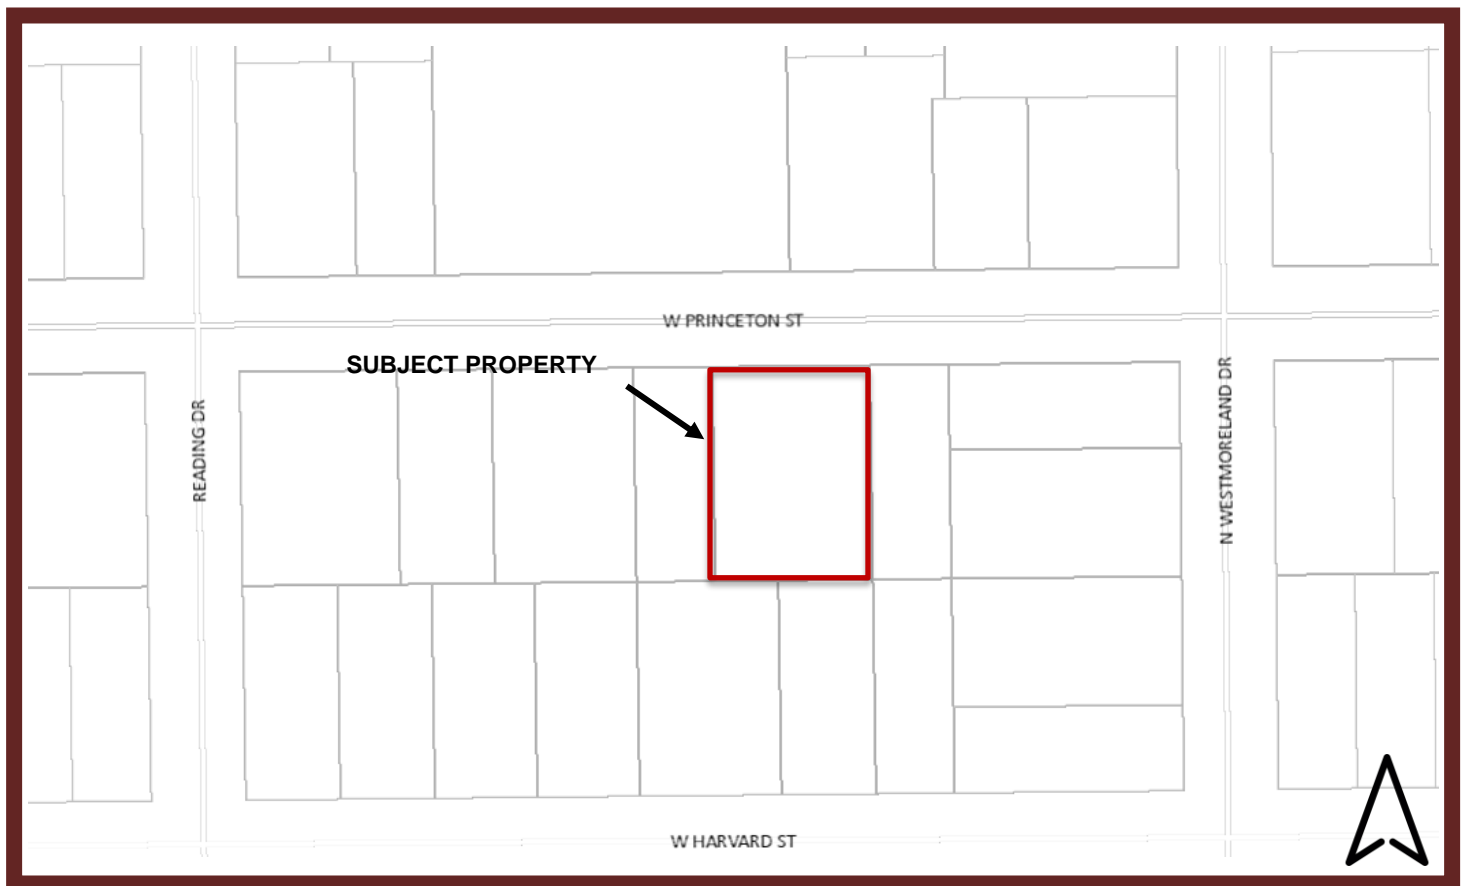 W PRINCETON ST
SUBJECT PROPERTY
READING DR
N WESTMORELAND DR
W HARVARD ST